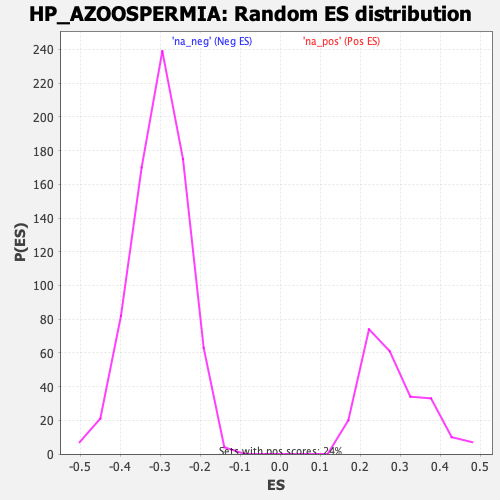 HP_AZOOSPERMIA: Random ES distribution
'na_neg' (Neg ES) 'na_pos' (Pos ES)
240
220
200
180
160
140
120
100
80
60
40
20
0
P(ES)
Sets with pos scores: 24%
-0.5 -0.4 -0.3 -0.2 -0.1 0.0 0.1 0.2 0.3 0.4 0.5
ES